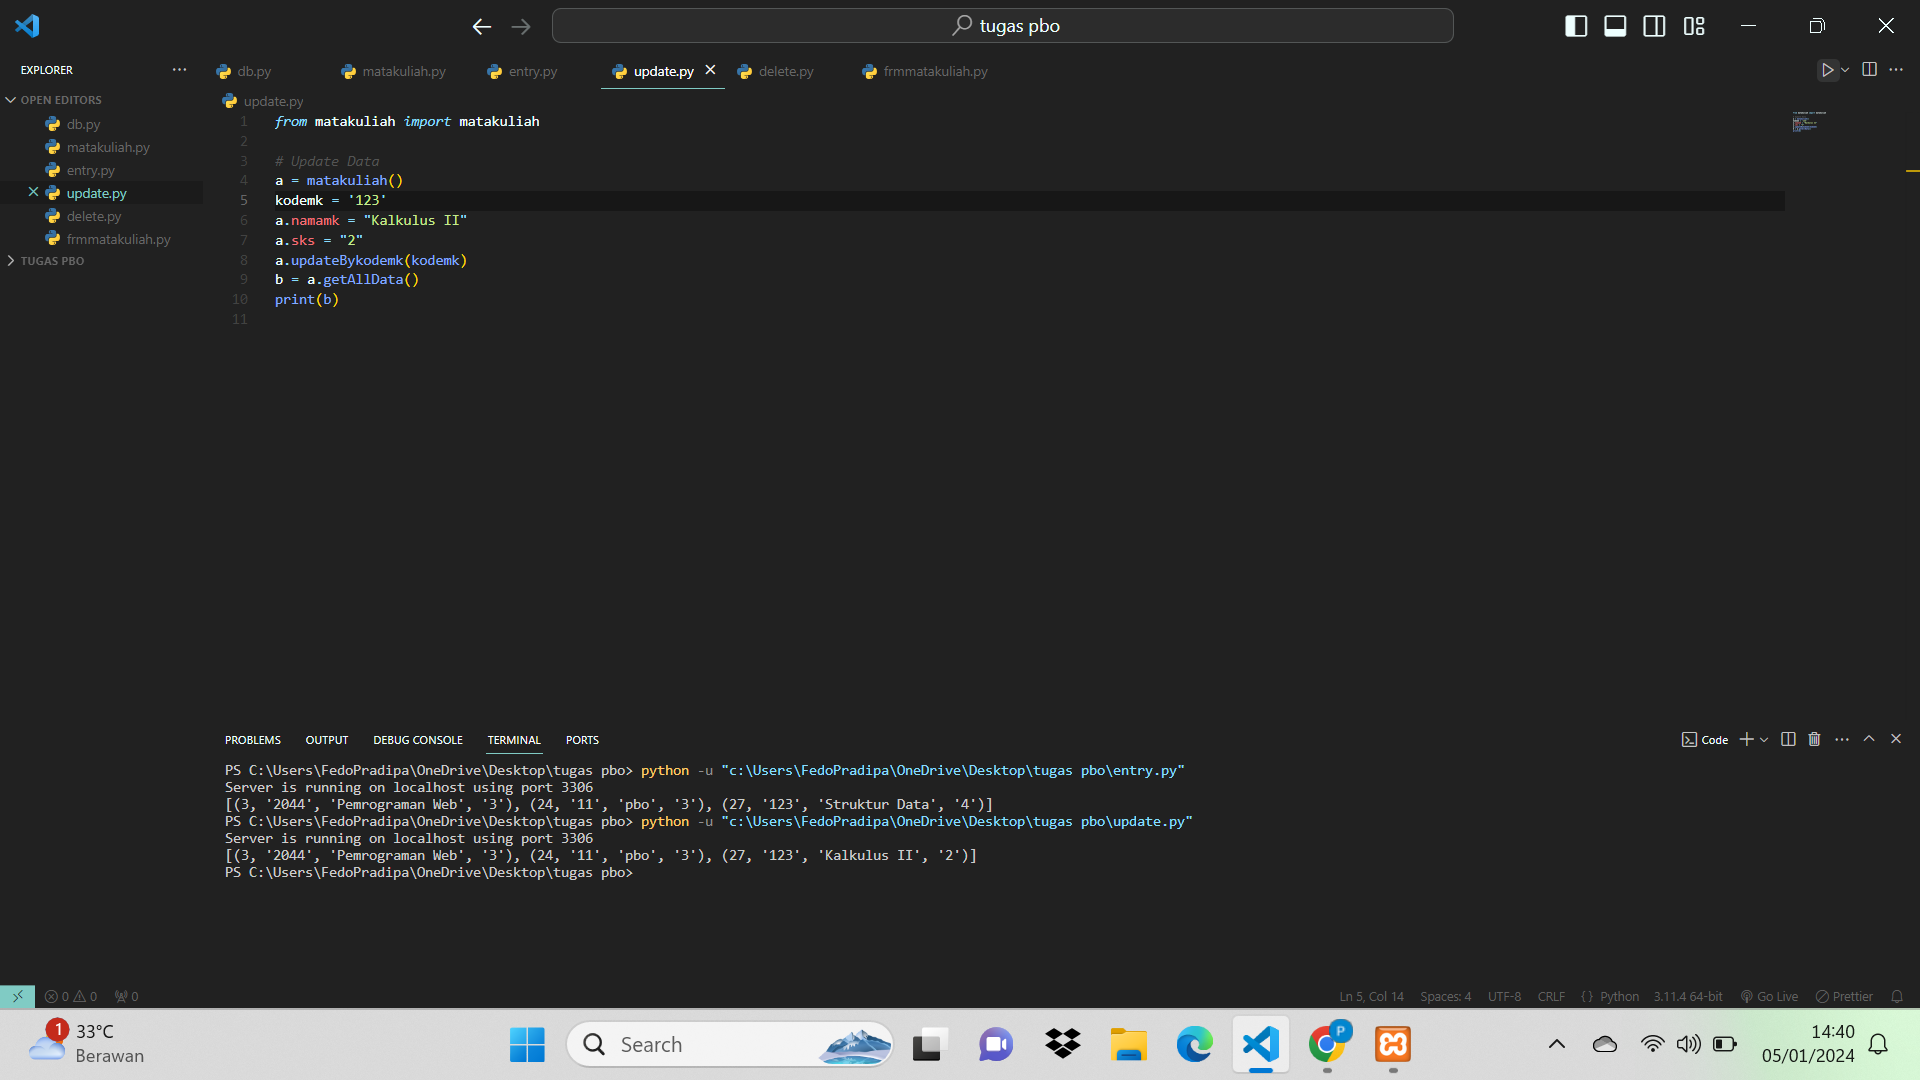 tugas pbo
EXPLORER
db.py
matakuliah.py
entry.py
update.py
delete.py
frmmatakuliah.py
OPEN EDITORS
db.py
matakuliah.py
entry.py
update.py
delete.py
frmmatakuliah.py
TUGAS PBO
update.py
1 from matakuliah import matakuliah
2
3 # Update Data
4 a = matakuliah()
5 kodemk = '123'
6 a.namamk = "Kalkulus II"
7 a.sks = "2"
8 a.updateBykodemk(kodemk)
9 b = a.getAllData()
10 print(b)
11
PROBLEMS OUTPUT DEBUG CONSOLE TERMINAL PORTS
Code
PS C:\Users\FedoPradipa\OneDrive\Desktop\tugas pbo> python -u "c:\Users\FedoPradipa\OneDrive\Desktop\tugas pbo\entry.py"
Server is running on localhost using port 3306
[(3, '2044', 'Pemrograman Web', '3'), (24, '11', 'pbo', '3'), (27, '123', 'Struktur Data', '4')]
PS C:\Users\FedoPradipa\OneDrive\Desktop\tugas pbo> python -u "c:\Users\FedoPradipa\OneDrive\Desktop\tugas pbo\update.py"
Server is running on localhost using port 3306
[(3, '2044', 'Pemrograman Web', '3'), (24, '11', 'pbo', '3'), (27, '123', 'Kalkulus II', '2')]
PS C:\Users\FedoPradipa\OneDrive\Desktop\tugas pbo>
0 0 0
Ln 5, Col 14 Spaces: 4 UTF-8 CRLF {} Python 3.11.4 64-bit Go Live Prettier
1
33°C
Berawan
Search
P
14:40
05/01/2024